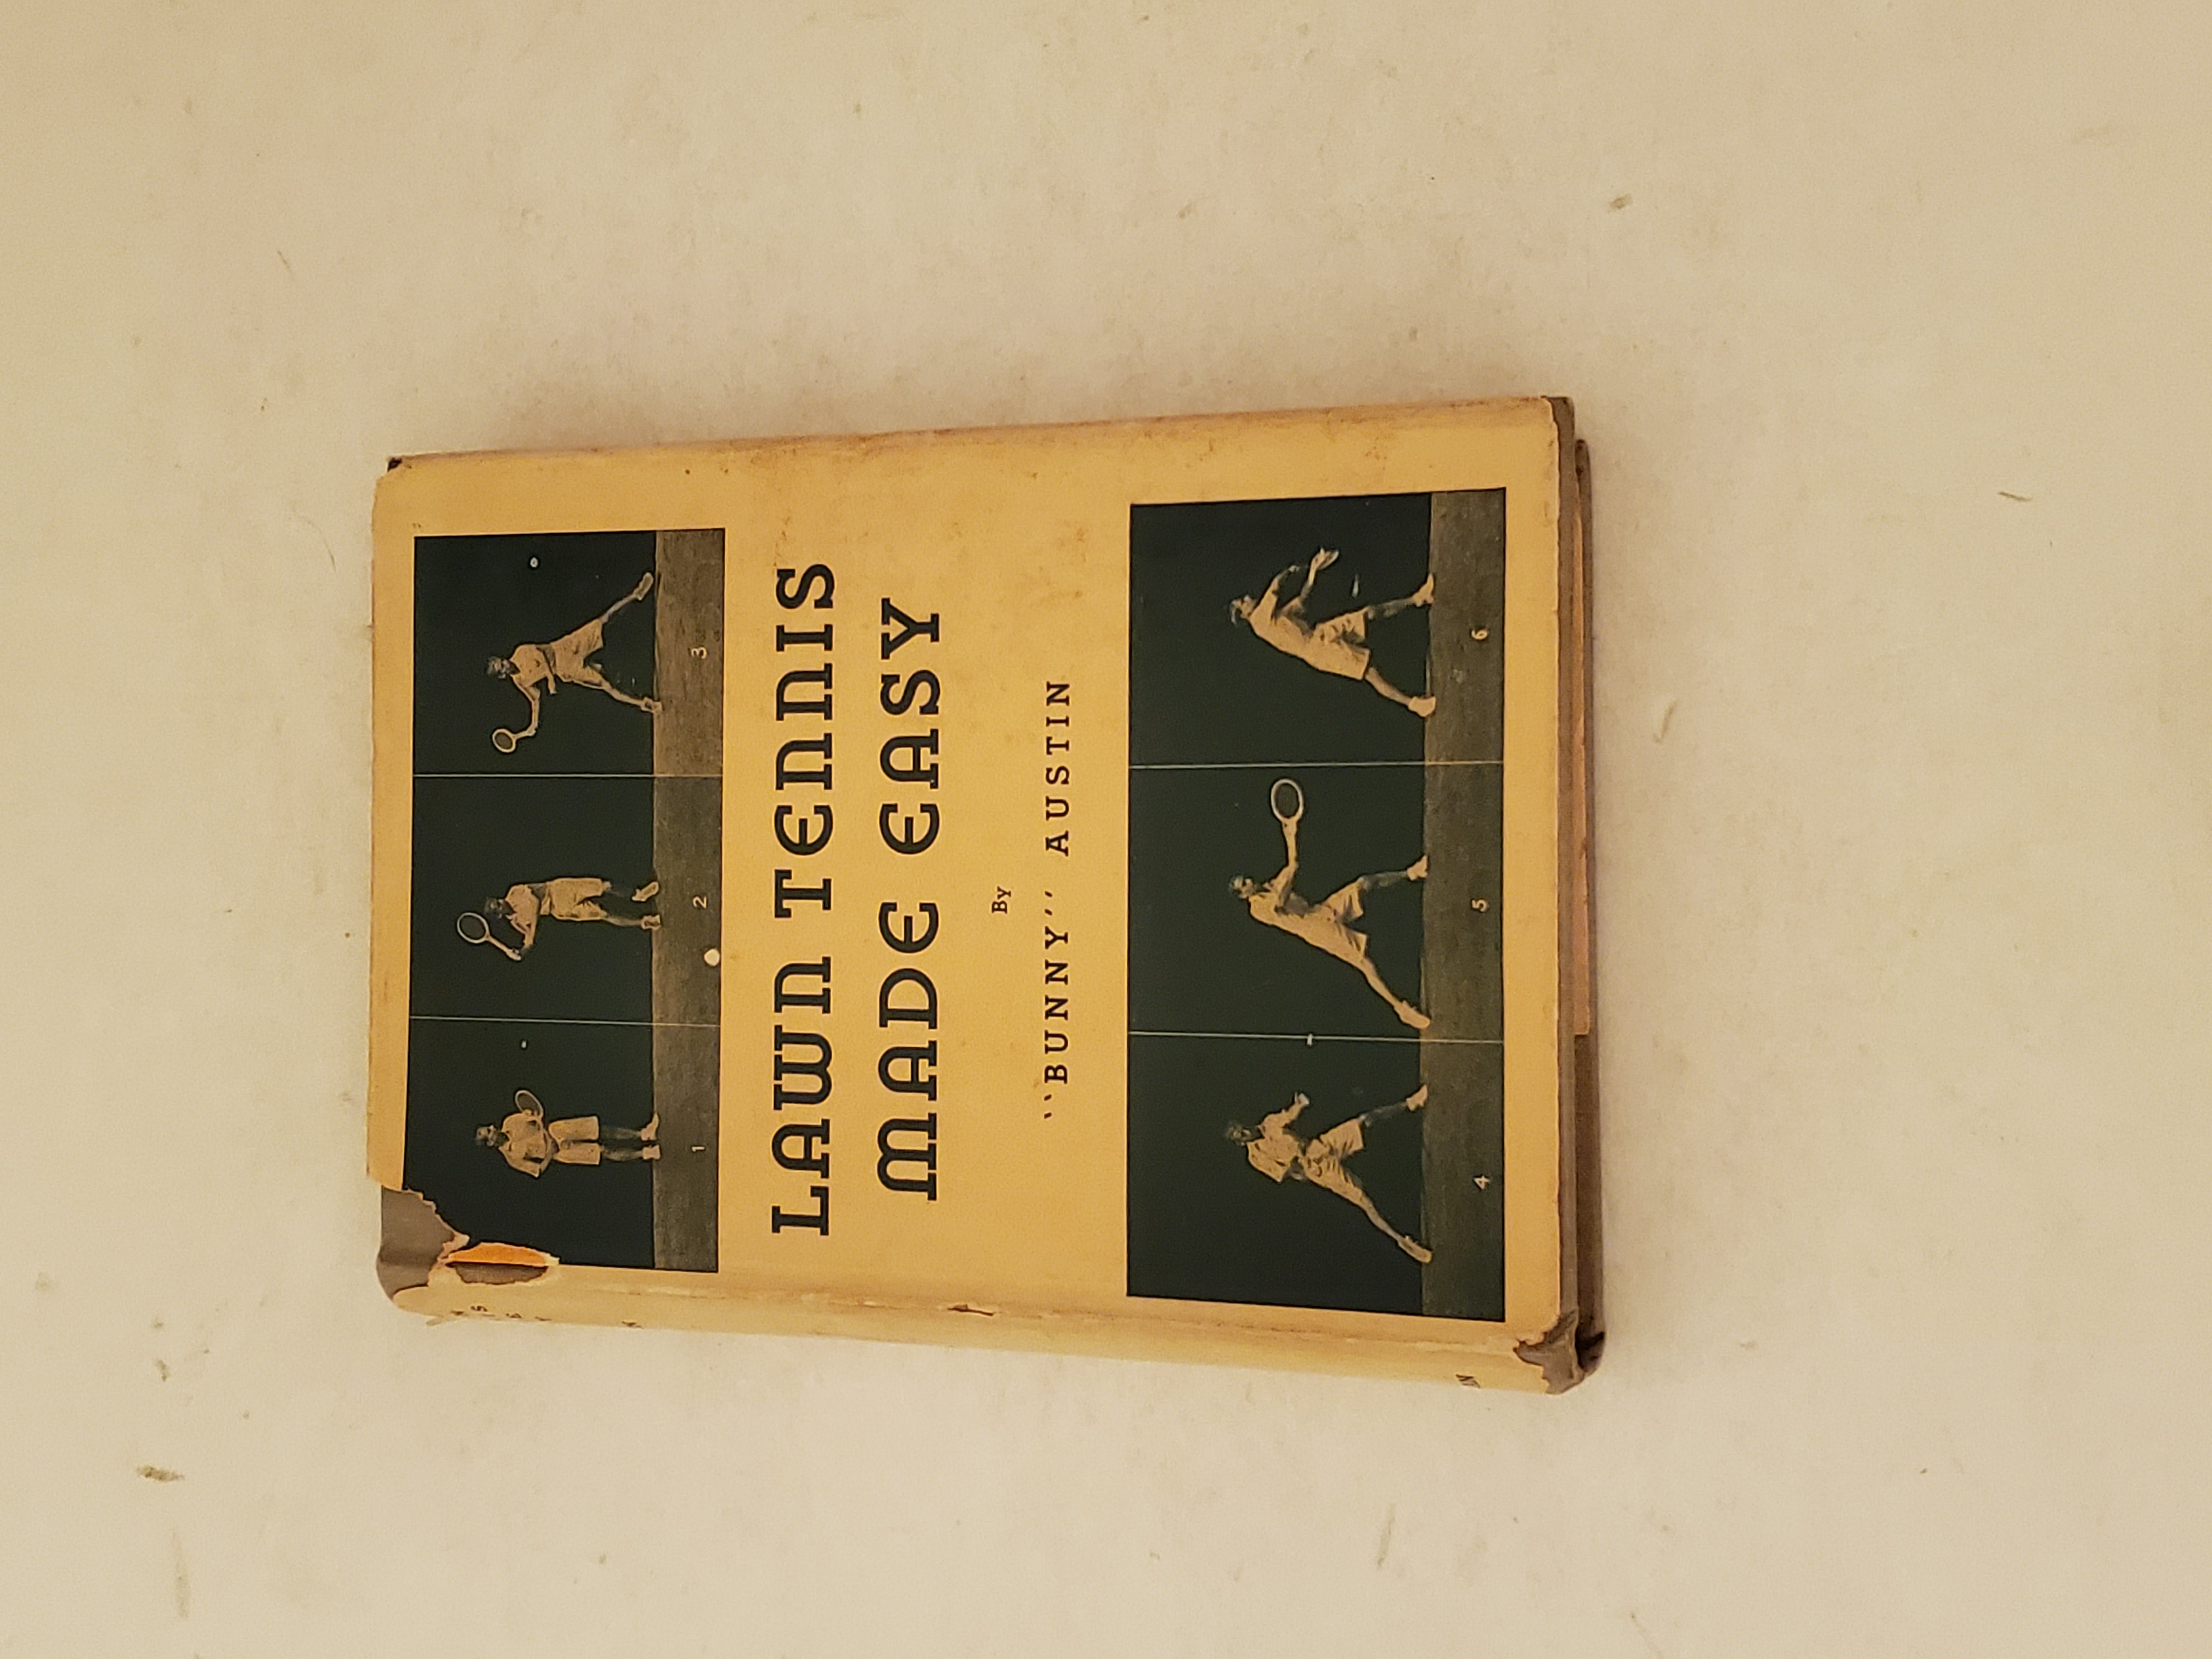 1 2 3
LAWN TENNIS
MADE EASY
By
"BUNNY" AUSTIN
4 5 6